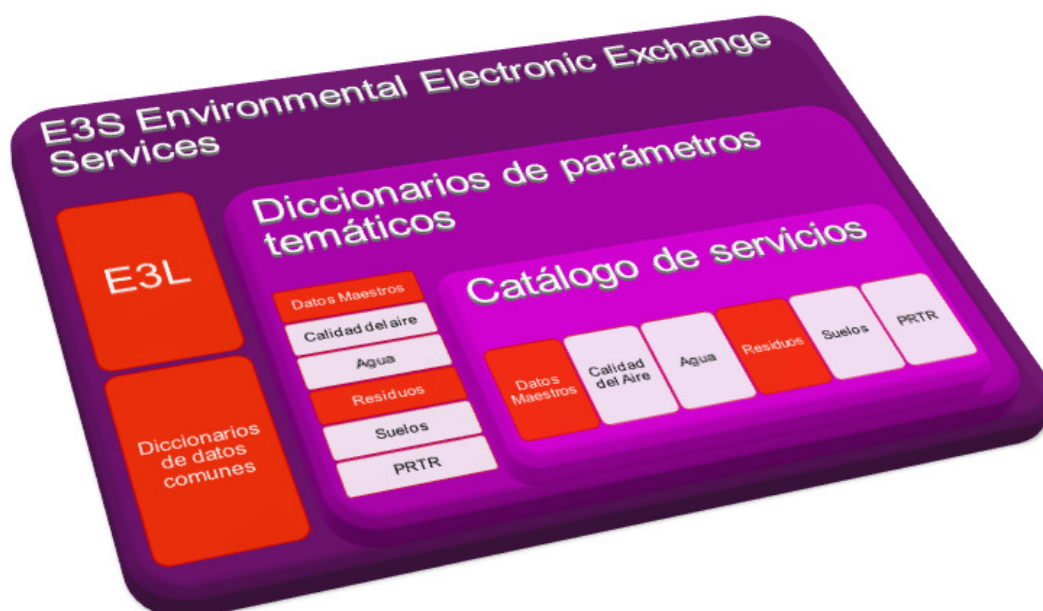 E3S Environmental Electronic Exchange
Services
E3L
Diccionarios
de datos
comunes
Diccionarios de parámetros
temáticos
Datos Maestros
Calidad del aire
Agua
Residuos
Suelos
PRTR
Catálogo de servicios
Datos
Maestros
Calidad
del Aire
Agua
Residuos
Suelos
PRTR